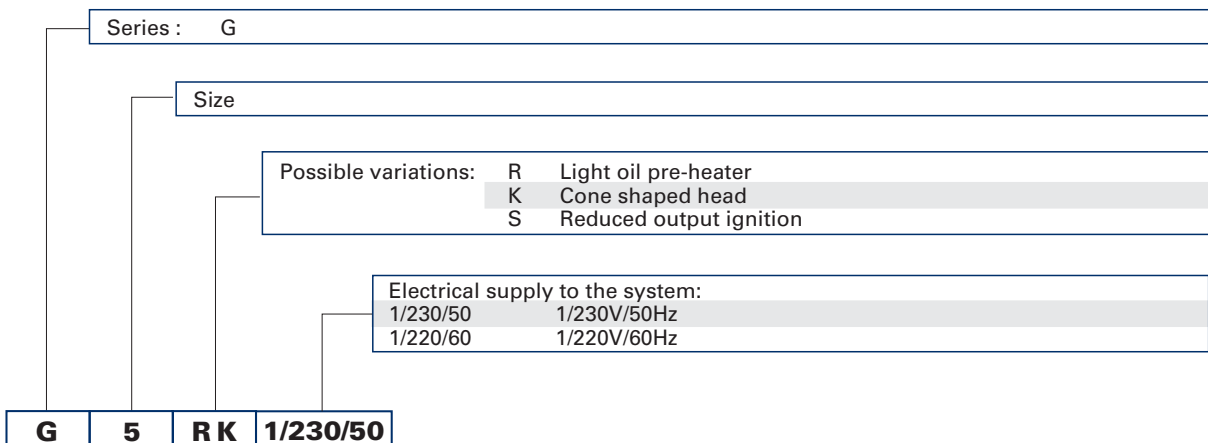 Series : G
Size
Possible variations: R Light oil pre-heater
K Cone shaped head
S Reduced output ignition
Electrical supply to the system:
1/230/50 1/230V/50Hz
1/220/60 1/220V/60Hz
G 5 RK 1/230/50